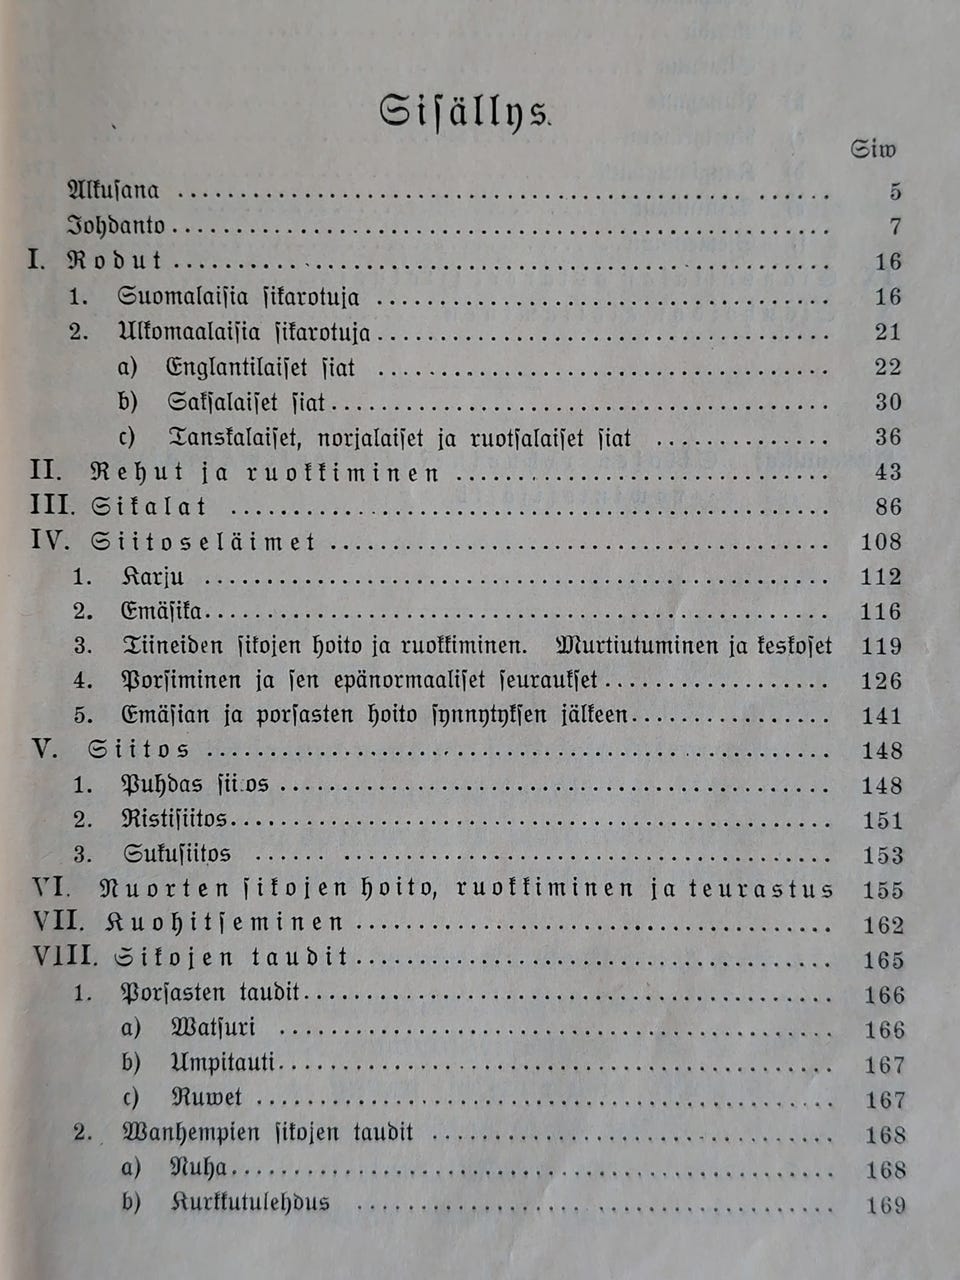 Sisällys.
Siw
Alkusana ........................................................ 5
Johdanto ........................................................ 7
I. Rodut ........................................................ 16
1. Suomalaisia sikarotuja ........................................ 16
2. Ulkomaalaisia sikarotuja ........................................ 21
a) Englantilaiset siat ........................................ 22
b) Saksalaiset siat ........................................ 30
c) Tanskalaiset, norjalaiset ja ruotsalaiset siat .............. 36
II. Rehut ja ruokkiminen ........................................ 43
III. Sikalat ........................................ 86
IV. Siitoseläimet ........................................ 108
1. Karju ........................................ 112
2. Emäsika ........................................ 116
3. Tiineiden sikojen hoito ja ruokkiminen. Murtiutuminen ja keskoset 119
4. Porsiminen ja sen epänormaaliset seuraukset .................. 126
5. Emäsian ja porsasten hoito synnytyksen jälkeen ................ 141
V. Siitos ........................................ 148
1. Puhdas sii.os ........................................ 148
2. Ristisiitos ........................................ 151
3. Sukusiitos ........................................ 153
VI. Nuorten sikojen hoito, ruokkiminen ja teurastus 155
VII. Kuohitseminen ........................................ 162
VIII. Sikojen taudit ........................................ 165
1. Porsasten taudit ........................................ 166
a) Watsuri ........................................ 166
b) Umpitauti ........................................ 167
c) Ruwet ........................................ 167
2. Wanhempien sikojen taudit ............................ 168
a) Nuha ........................................ 168
b) Kurkkutulehdus ........................................ 169